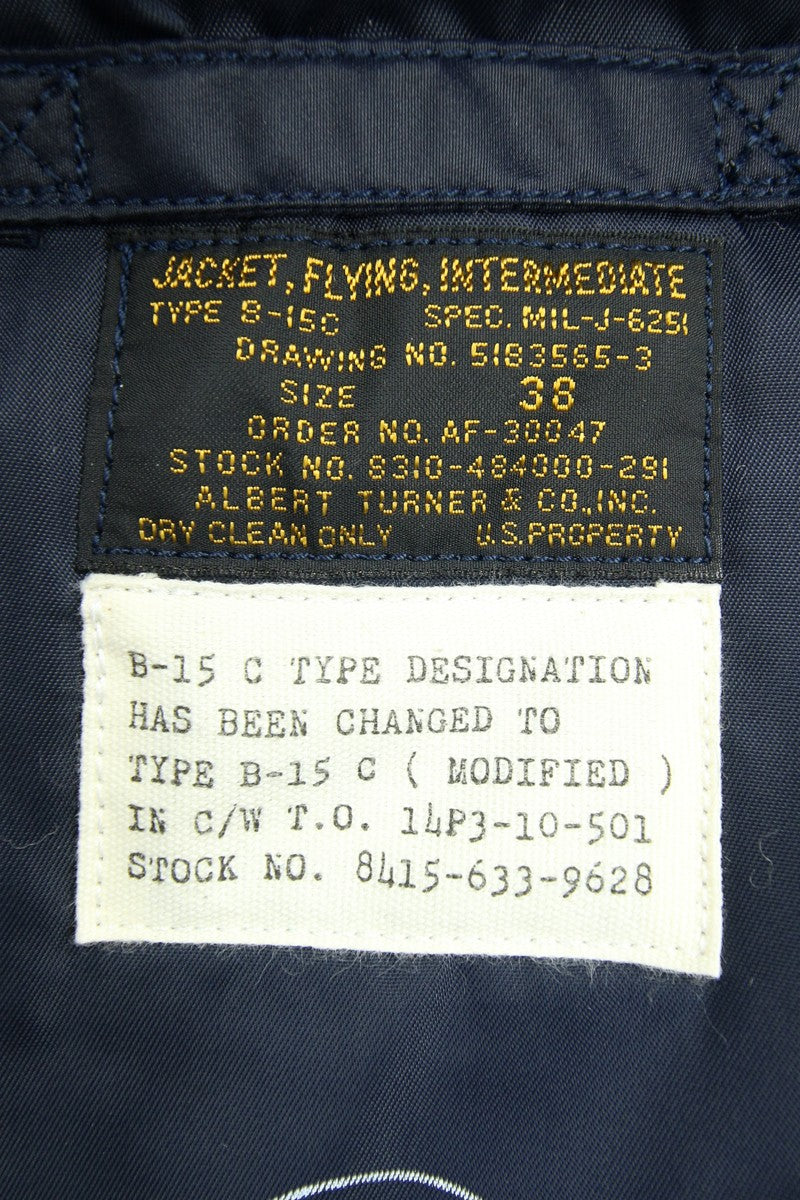 JACKET, FLYING, INTERMEDIATE
TYPE B-15C SPEC. MIL-J-6251
DRAWING NO. 5183565-3
SIZE 38
ORDER NO. AF-30047
STOCK NO. 8310-484000-291
ALBERT TURNER & CO., INC.
DRY CLEAN ONLY U.S. PROPERTY
B-15 C TYPE DESIGNATION
HAS BEEN CHANGED TO
TYPE B-15 C ( MODIFIED )
IN C/W T.O. 14P3-10-501
STOCK NO. 8415-633-9628